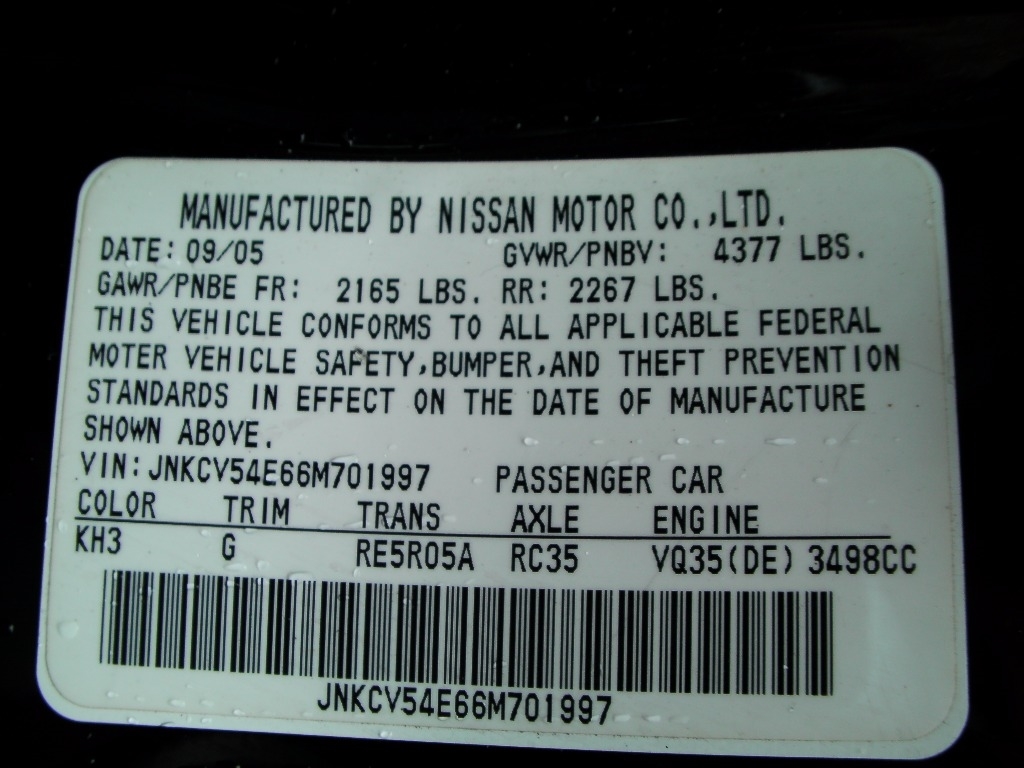 MANUFACTURED BY NISSAN MOTOR CO.,LTD.
DATE: 09/05 GVWR/PNBV: 4377 LBS.
GAWR/PNBE FR: 2165 LBS. RR: 2267 LBS.
THIS VEHICLE CONFORMS TO ALL APPLICABLE FEDERAL
MOTER VEHICLE SAFETY,BUMPER,AND THEFT PREVENTION
STANDARDS IN EFFECT ON THE DATE OF MANUFACTURE
SHOWN ABOVE.
VIN: JNKCV54E66M701997 PASSENGER CAR
COLOR TRIM TRANS AXLE ENGINE
KH3 G RE5R05A RC35 VQ35(DE) 3498CC
JNKCV54E66M701997